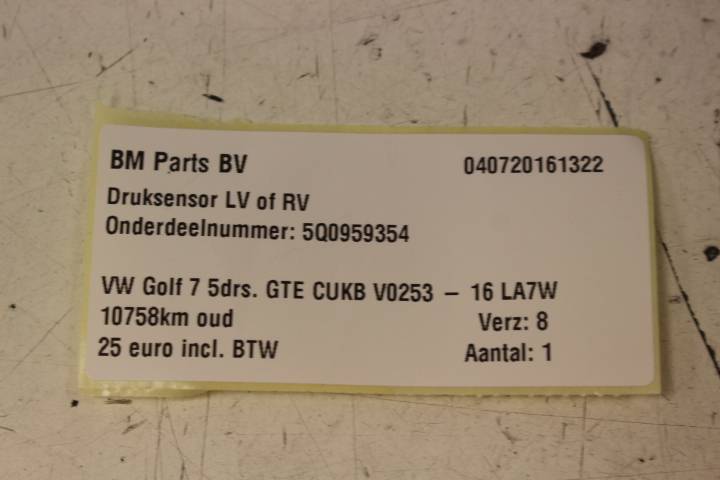 BM Parts BV 040720161322
Druksensor LV of RV
Onderdeelnummer: 5Q0959354
VW Golf 7 5drs. GTE CUKB V0253 – 16 LA7W
10758km oud Verz: 8
25 euro incl. BTW Aantal: 1